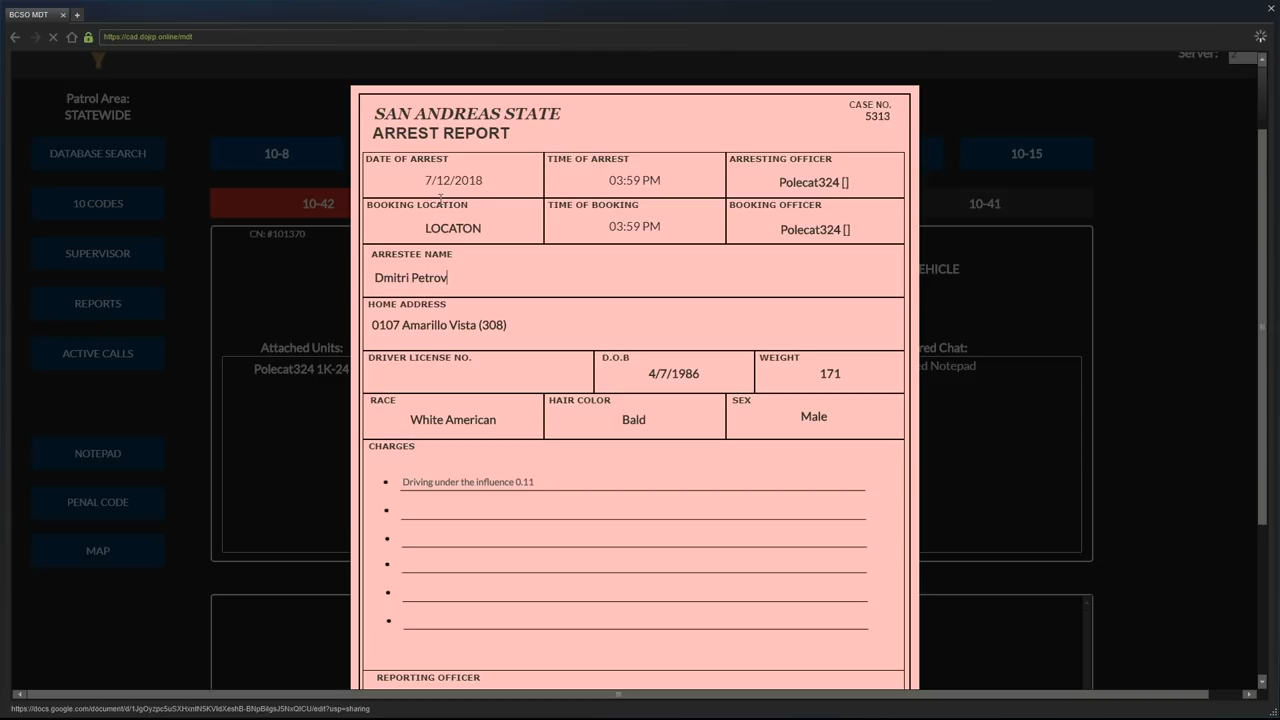 BCSO MDT
https://cad.dojrp.online/mdt
Server: 2
Patrol Area:
STATEWIDE
DATABASE SEARCH
10 CODES
SUPERVISOR
REPORTS
ACTIVE CALLS
NOTEPAD
PENAL CODE
MAP
10-8
10-15
10-42
10-41
CN: #101370
Attached Units:
Polecat324 1K-24
SAN ANDREAS STATE
ARREST REPORT
CASE NO.
5313
DATE OF ARREST
7/12/2018
TIME OF ARREST
03:59 PM
ARRESTING OFFICER
Polecat324 []
BOOKING LOCATION
LOCATON
TIME OF BOOKING
03:59 PM
BOOKING OFFICER
Polecat324 []
ARRESTEE NAME
Dmitri Petrov
HOME ADDRESS
0107 Amarillo Vista (308)
DRIVER LICENSE NO.
D.O.B
4/7/1986
WEIGHT
171
RACE
White American
HAIR COLOR
Bald
SEX
Male
CHARGES
Driving under the influence 0.11
REPORTING OFFICER
EHICLE
red Chat:
ed Notepad